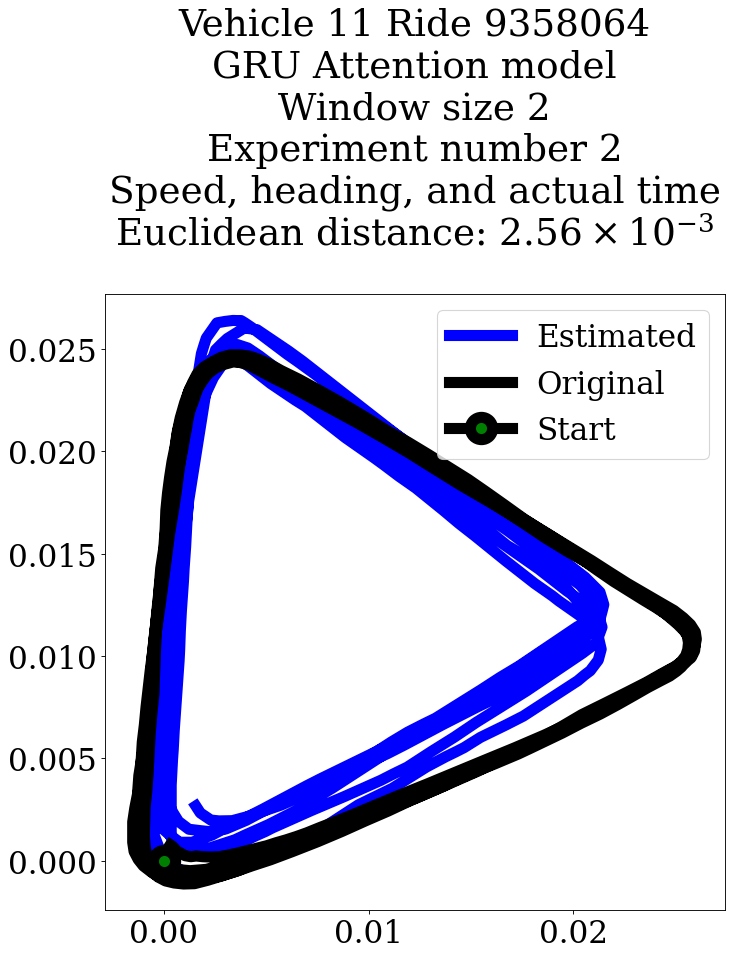 Vehicle 11 Ride 9358064
GRU Attention model
Window size 2
Experiment number 2
Speed, heading, and actual time
Euclidean distance: 2.56 × 10⁻³
Estimated
Original
Start
0.025
0.020
0.015
0.010
0.005
0.000
0.00 0.01 0.02